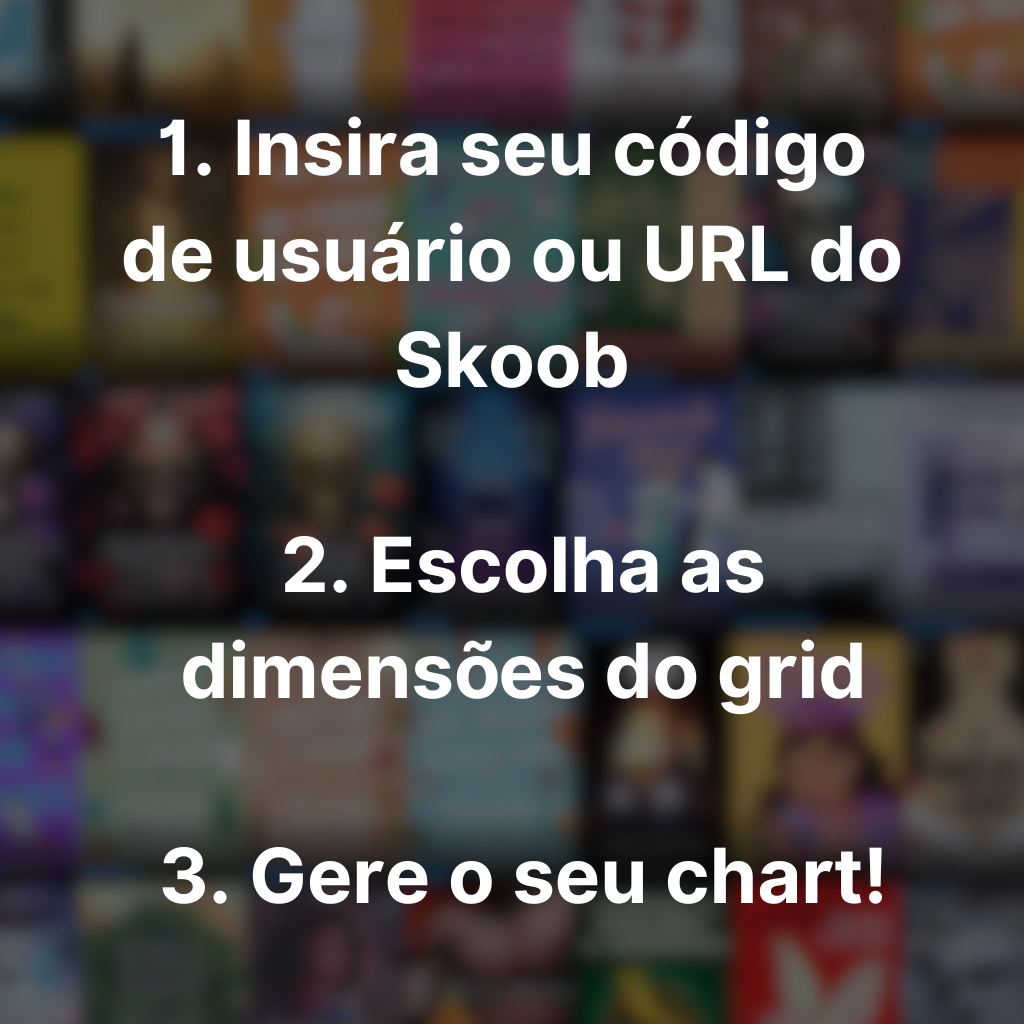 1. Insira seu código
de usuário ou URL do
Skoob
2. Escolha as
dimensões do grid
3. Gere o seu chart!